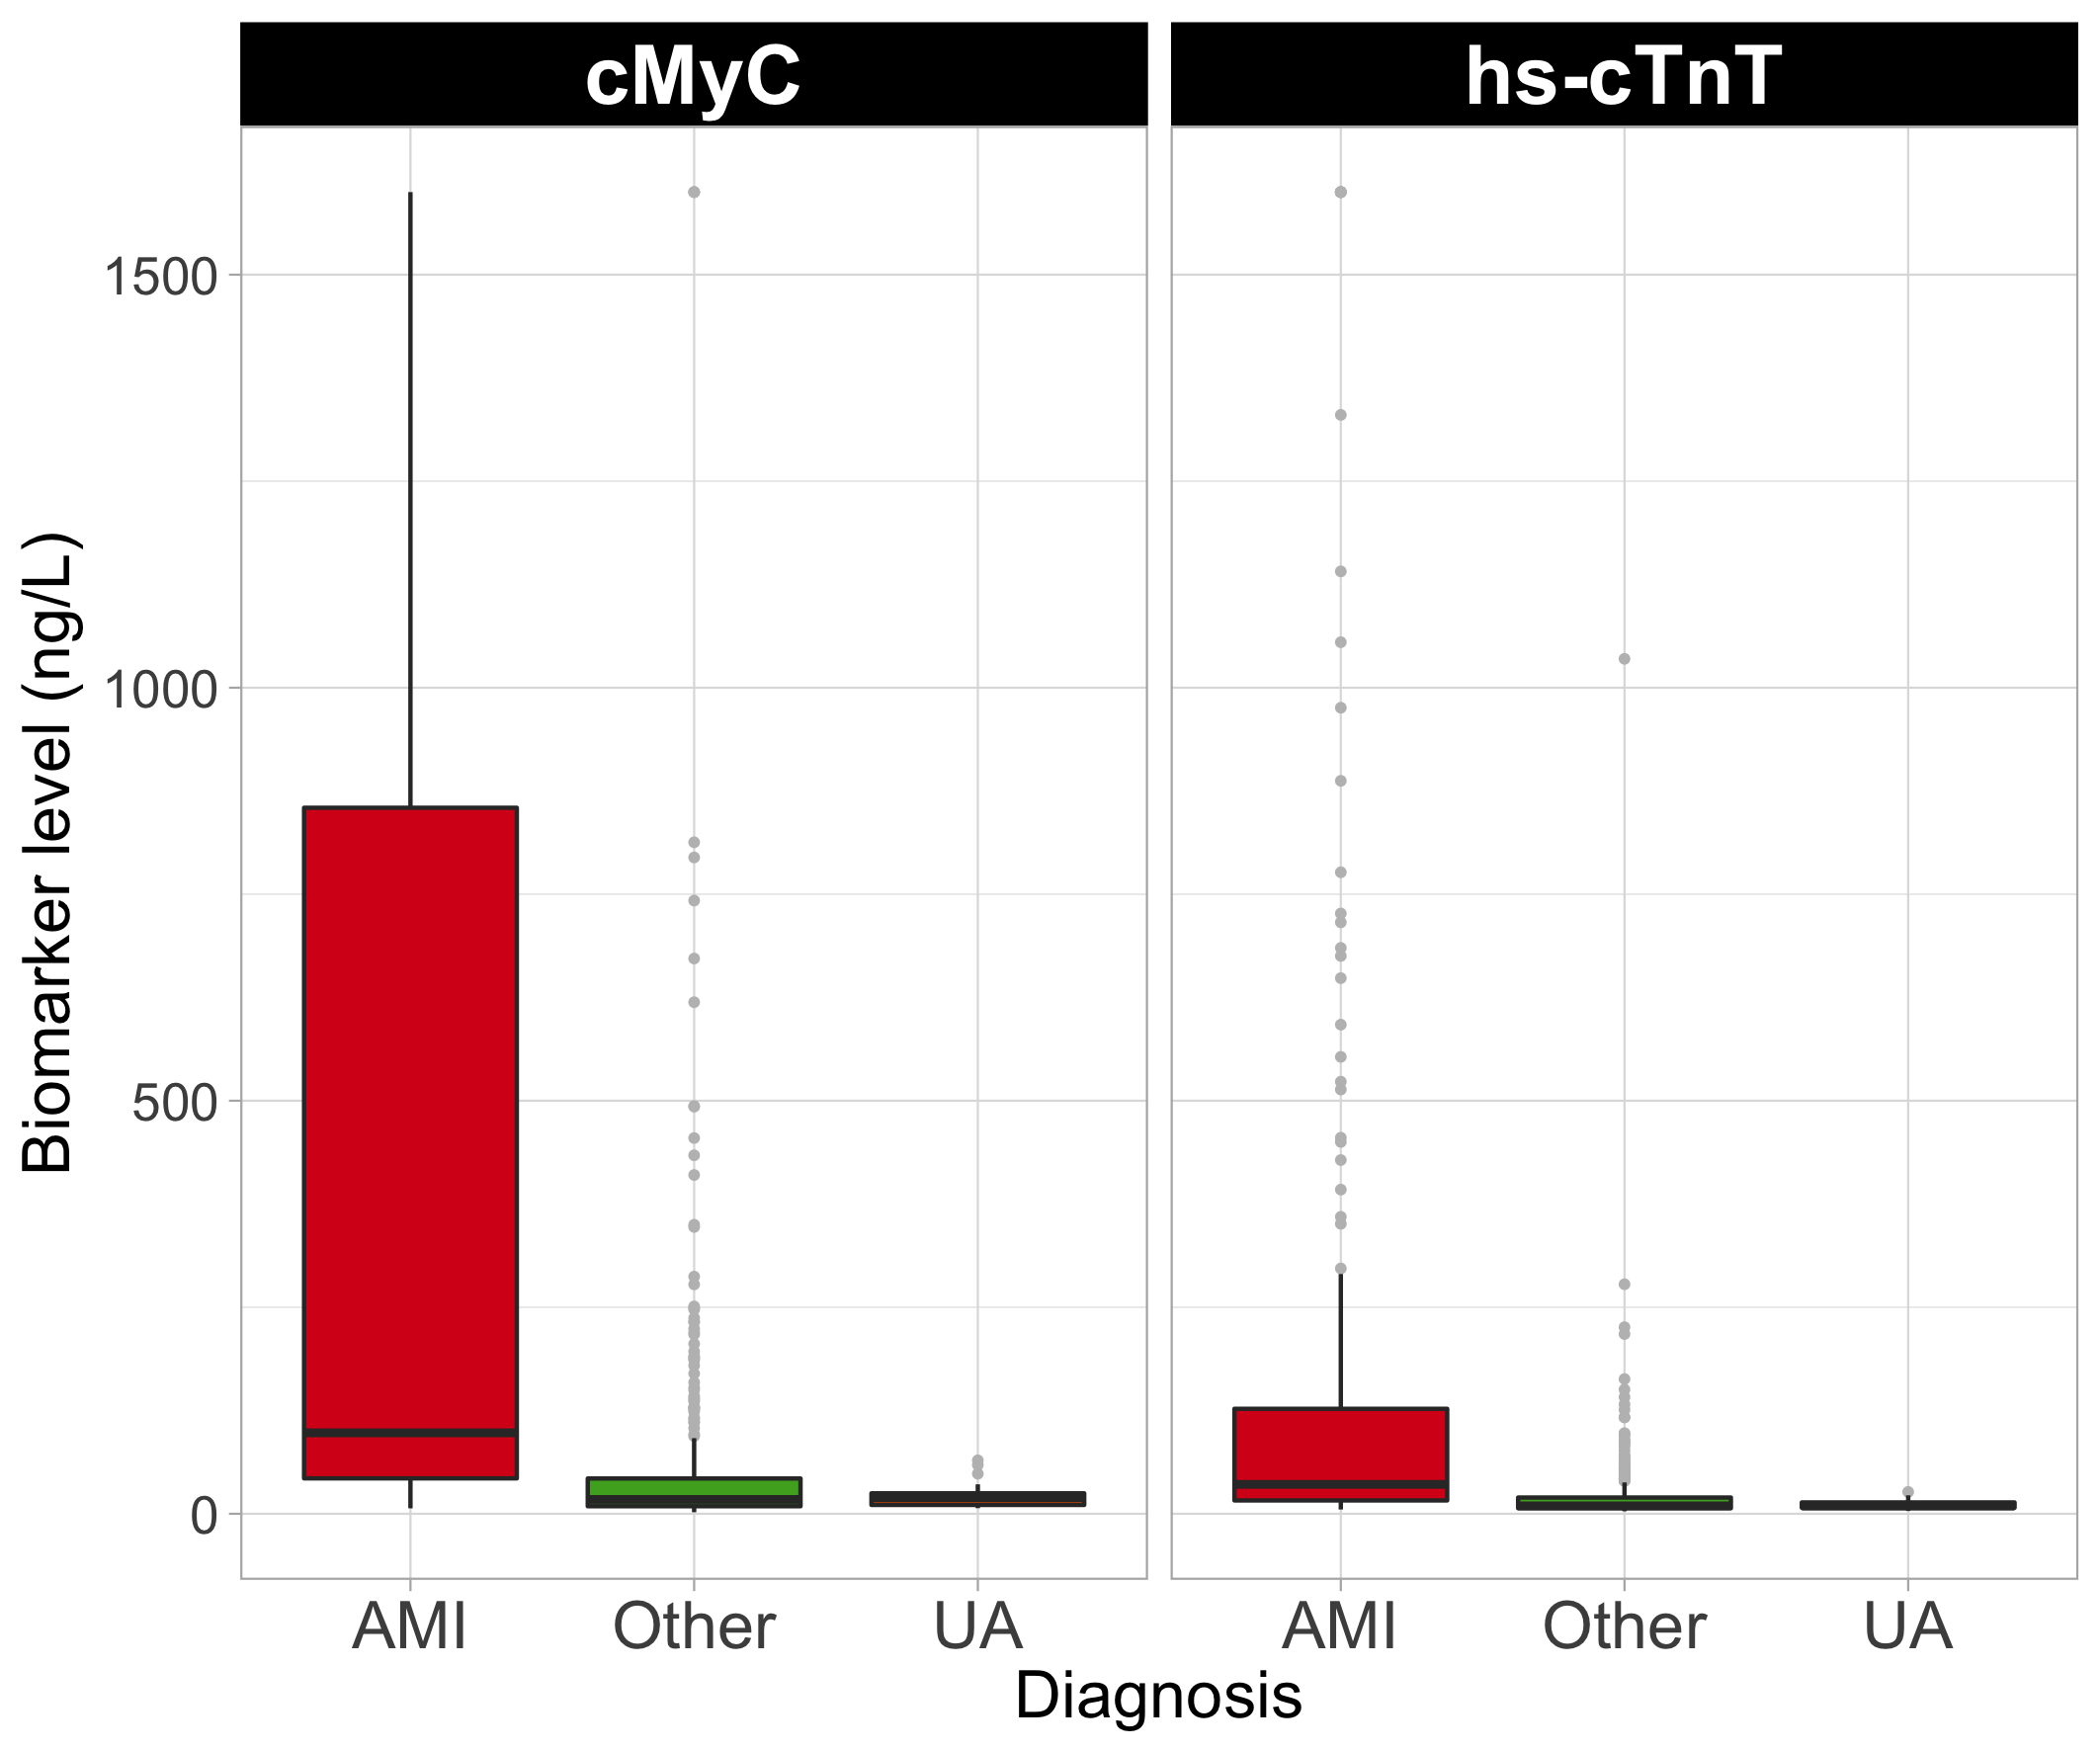 cMyC
hs-cTnT
Biomarker level (ng/L)
1500
1000
500
0
AMI
Other
UA
AMI
Other
UA
Diagnosis